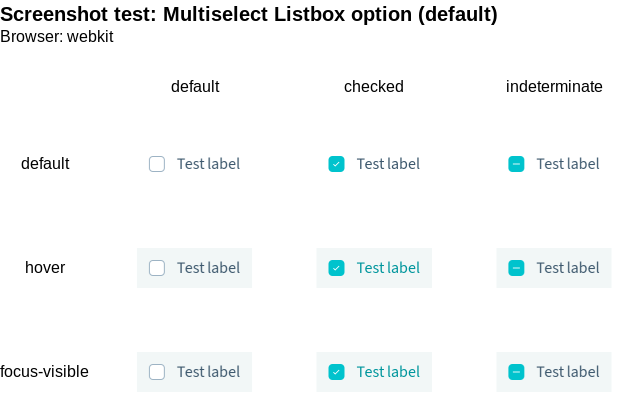 Screenshot test: Multiselect Listbox option (default)
Browser: webkit
default checked indeterminate
default Test label Test label Test label
hover Test label Test label Test label
focus-visible Test label Test label Test label